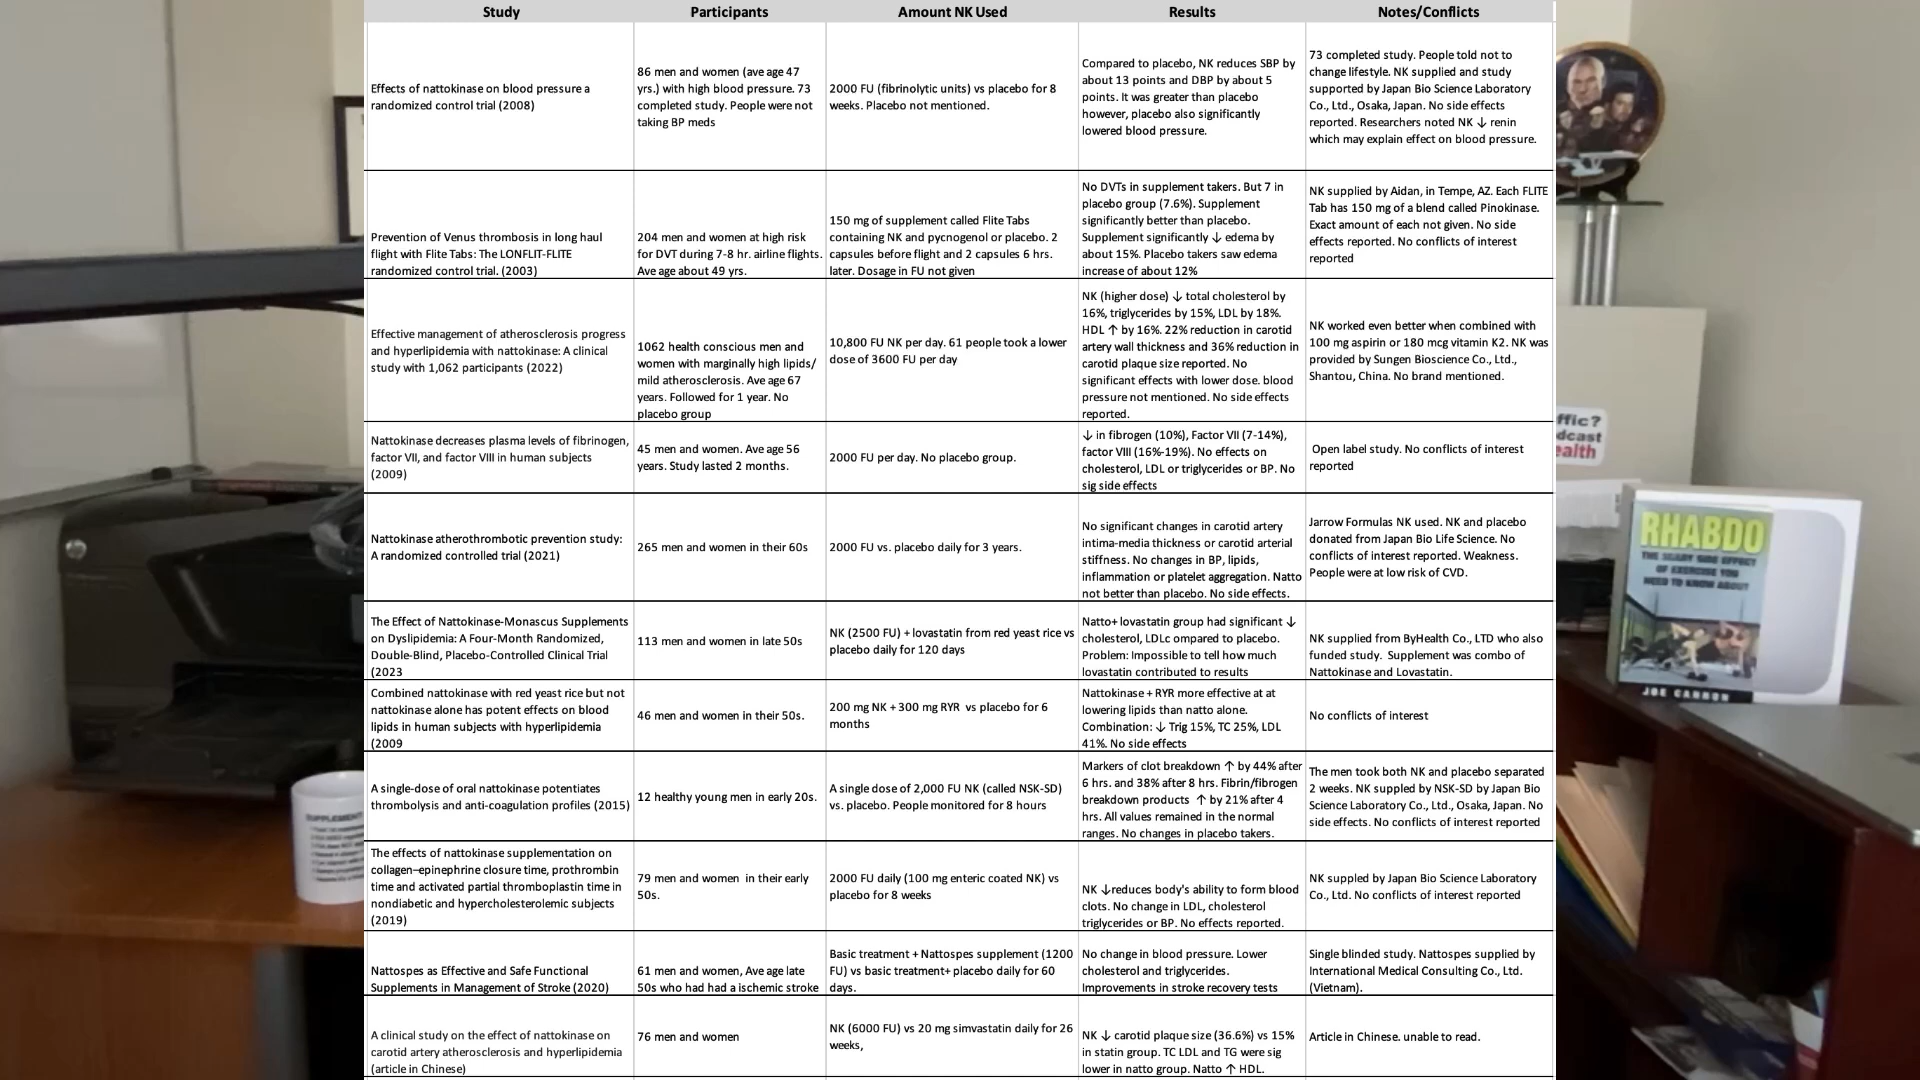 Study
Participants
Amount NK Used
Results
Notes/Conflicts
Effects of nattokinase on blood pressure a
randomized control trial (2008)
86 men and women (ave age 47
yrs.) with high blood pressure. 73
completed study. People were not
taking BP meds
2000 FU (fibrinolytic units) vs placebo for 8
weeks. Placebo not mentioned.
Compared to placebo, NK reduces SBP by
about 13 points and DBP by about 5
points. It was greater than placebo
however, placebo also significantly
lowered blood pressure.
73 completed study. People told not to
change lifestyle. NK supplied and study
supported by Japan Bio Science Laboratory
Co., Ltd., Osaka, Japan. No side effects
reported. Researchers noted NK ↓ renin
which may explain effect on blood pressure.
Prevention of Venus thrombosis in long haul
flight with Flite Tabs: The LONFLIT-FLITE
randomized control trial. (2003)
204 men and women at high risk
for DVT during 7-8 hr. airline flights.
Ave age about 49 yrs.
150 mg of supplement called Flite Tabs
containing NK and pycnogenol or placebo. 2
capsules before flight and 2 capsules 6 hrs.
later. Dosage in FU not given
No DVTs in supplement takers. But 7 in
placebo group (7.6%). Supplement
significantly better than placebo.
Supplement significantly ↓ edema by
about 15%. Placebo takers saw edema
increase of about 12%
NK supplied by Aidan, in Tempe, AZ. Each FLITE
Tab has 150 mg of a blend called Pinokinase.
Exact amount of each not given. No side
effects reported. No conflicts of interest
reported
Effective management of atherosclerosis progress
and hyperlipidemia with nattokinase: A clinical
study with 1,062 participants (2022)
1062 health conscious men and
women with marginally high lipids/
mild atherosclerosis. Ave age 67
years. Followed for 1 year. No
placebo group
10,800 FU NK per day. 61 people took a lower
dose of 3600 FU per day
NK (higher dose) ↓ total cholesterol by
16%, triglycerides by 15%, LDL by 18%.
HDL ↑ by 16%. 22% reduction in carotid
artery wall thickness and 36% reduction in
carotid plaque size reported. No
significant effects with lower dose. blood
pressure not mentioned. No side effects
reported.
NK worked even better when combined with
100 mg aspirin or 180 mcg vitamin K2. NK was
provided by Sungen Bioscience Co., Ltd.,
Shantou, China. No brand mentioned.
Nattokinase decreases plasma levels of fibrinogen,
factor VII, and factor VIII in human subjects
(2009)
45 men and women. Ave age 56
years. Study lasted 2 months.
2000 FU per day. No placebo group.
↓ in fibrogen (10%), Factor VII (7-14%),
factor VIII (16%-19%). No effects on
cholesterol, LDL or triglycerides or BP. No
sig side effects
Open label study. No conflicts of interest
reported
Nattokinase atherothrombotic prevention study:
A randomized controlled trial (2021)
265 men and women in their 60s
2000 FU vs. placebo daily for 3 years.
No significant changes in carotid artery
intima-media thickness or carotid arterial
stiffness. No changes in BP, lipids,
inflammation or platelet aggregation. Natto
not better than placebo. No side effects.
Jarrow Formulas NK used. NK and placebo
donated from Japan Bio Life Science. No
conflicts of interest reported. Weakness.
People were at low risk of CVD.
The Effect of Nattokinase-Monascus Supplements
on Dyslipidemia: A Four-Month Randomized,
Double-Blind, Placebo-Controlled Clinical Trial
(2023
113 men and women in late 50s
NK (2500 FU) + lovastatin from red yeast rice vs
placebo daily for 120 days
Natto+ lovastatin group had significant ↓
cholesterol, LDLc ompared to placebo.
Problem: Impossible to tell how much
lovastatin contributed to results
NK supplied from ByHealth Co., LTD who also
funded study. Supplement was combo of
Nattokinase and Lovastatin.
Combined nattokinase with red yeast rice but not
nattokinase alone has potent effects on blood
lipids in human subjects with hyperlipidemia
(2009
46 men and women in their 50s.
200 mg NK + 300 mg RYR vs placebo for 6
months
Nattokinase + RYR more effective at at
lowering lipids than natto alone.
Combination: ↓ Trig 15%, TC 25%, LDL
41%. No side effects
No conflicts of interest
A single-dose of oral nattokinase potentiates
thrombolysis and anti-coagulation profiles (2015)
12 healthy young men in early 20s.
A single dose of 2,000 FU NK (called NSK-SD)
vs. placebo. People monitored for 8 hours
Markers of clot breakdown ↑ by 44% after
6 hrs. and 38% after 8 hrs. Fibrin/fibrogen
breakdown products ↑ by 21% after 4
hrs. All values remained in the normal
ranges. No changes in placebo takers.
The men took both NK and placebo separated
2 weeks. NK suppled by NSK-SD by Japan Bio
Science Laboratory Co., Ltd., Osaka, Japan. No
side effects. No conflicts of interest reported
The effects of nattokinase supplementation on
collagen–epinephrine closure time, prothrombin
time and activated partial thromboplastin time in
nondiabetic and hypercholesterolemic subjects
(2019)
79 men and women in their early
50s.
2000 FU daily (100 mg enteric coated NK) vs
placebo for 8 weeks
NK ↓reduces body's ability to form blood
clots. No change in LDL, cholesterol
triglycerides or BP. No effects reported.
NK suppled by Japan Bio Science Laboratory
Co., Ltd. No conflicts of interest reported
Nattospes as Effective and Safe Functional
Supplements in Management of Stroke (2020)
61 men and women, Ave age late
50s who had had a ischemic stroke
Basic treatment + Nattospes supplement (1200
FU) vs basic treatment+ placebo daily for 60
days.
No change in blood pressure. Lower
cholesterol and triglycerides.
Improvements in stroke recovery tests
Single blinded study. Nattospes supplied by
International Medical Consulting Co., Ltd.
(Vietnam).
A clinical study on the effect of nattokinase on
carotid artery atherosclerosis and hyperlipidemia
(article in Chinese)
76 men and women
NK (6000 FU) vs 20 mg simvastatin daily for 26
weeks,
NK ↓ carotid plaque size (36.6%) vs 15%
in statin group. TC LDL and TG were sig
lower in natto group. Natto ↑ HDL.
Article in Chinese. unable to read.
ffic?
dcast
ealth
RHABDO
THE SCARY SIDE EFFECT
OF EXERCISE YOU
NEED TO KNOW ABOUT
JOE CANNON
SUPPLEMENT